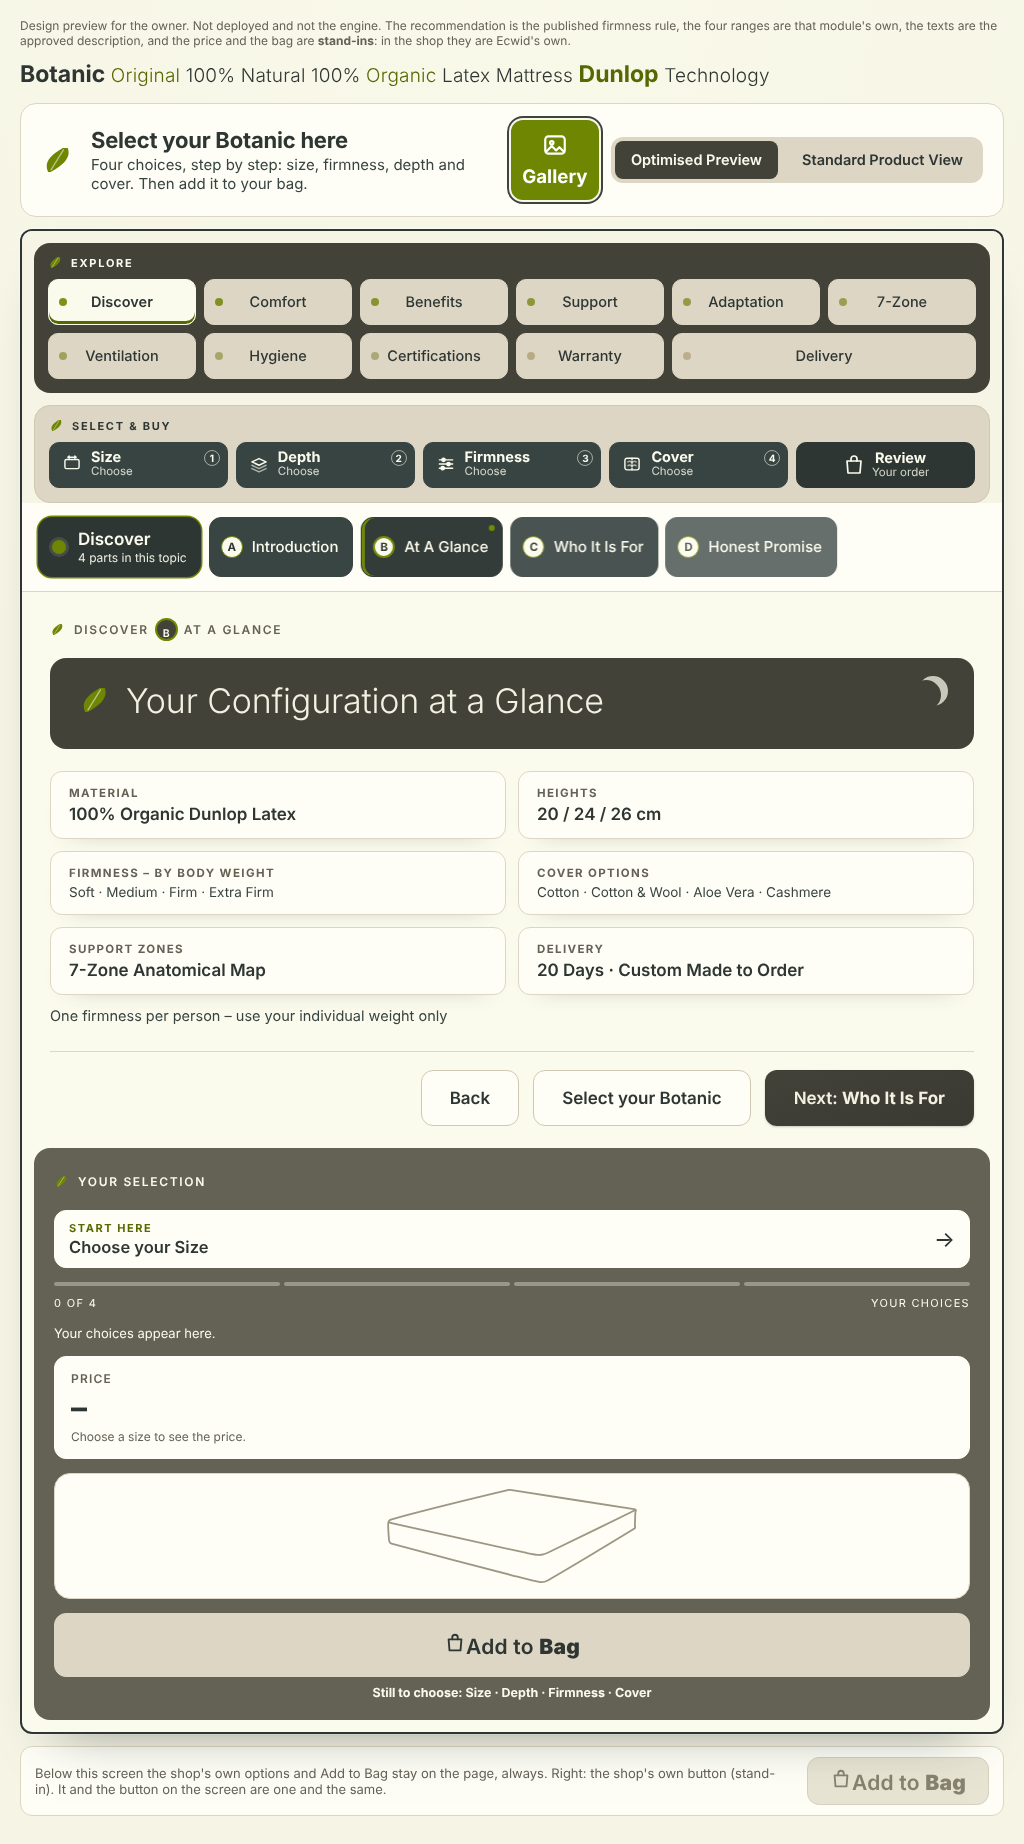 Design preview for the owner. Not deployed and not the engine. The recommendation is the published firmness rule, the four ranges are that module's own, the texts are the
approved description, and the price and the bag are stand-ins: in the shop they are Ecwid's own.
Botanic Original 100% Natural 100% Organic Latex Mattress Dunlop Technology
Select your Botanic here
Four choices, step by step: size, firmness, depth and
cover. Then add it to your bag.
Gallery
Optimised Preview
Standard Product View
EXPLORE
Discover
Comfort
Benefits
Support
Adaptation
7-Zone
Ventilation
Hygiene
Certifications
Warranty
Delivery
SELECT & BUY
Size
Choose
1
Depth
Choose
2
Firmness
Choose
3
Cover
Choose
4
Review
Your order
Discover
4 parts in this topic
A Introduction
B At A Glance
C Who It Is For
D Honest Promise
DISCOVER B AT A GLANCE
Your Configuration at a Glance
MATERIAL
100% Organic Dunlop Latex
HEIGHTS
20 / 24 / 26 cm
FIRMNESS – BY BODY WEIGHT
Soft · Medium · Firm · Extra Firm
COVER OPTIONS
Cotton · Cotton & Wool · Aloe Vera · Cashmere
SUPPORT ZONES
7-Zone Anatomical Map
DELIVERY
20 Days · Custom Made to Order
One firmness per person – use your individual weight only
Back
Select your Botanic
Next: Who It Is For
YOUR SELECTION
START HERE
Choose your Size
0 OF 4
YOUR CHOICES
Your choices appear here.
PRICE
–
Choose a size to see the price.
Add to Bag
Still to choose: Size · Depth · Firmness · Cover
Below this screen the shop's own options and Add to Bag stay on the page, always. Right: the shop's own button (stand-
in). It and the button on the screen are one and the same.
Add to Bag